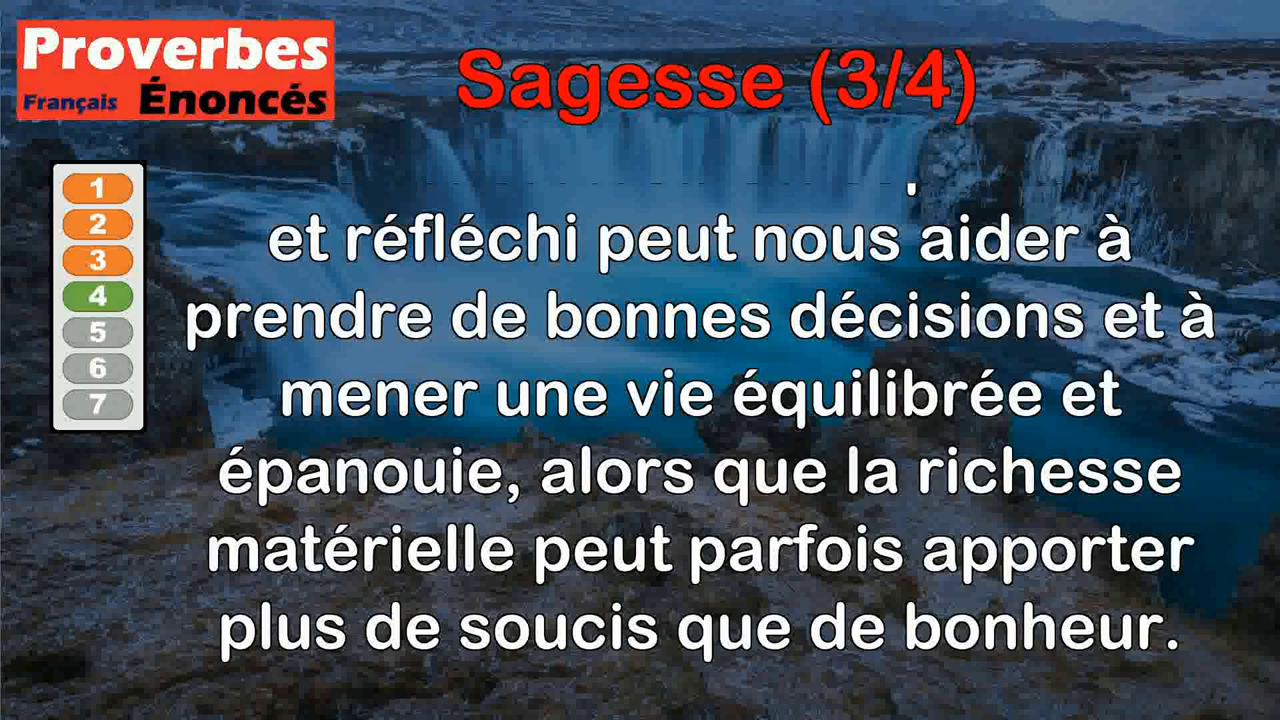 Proverbes
Français Énoncés
Sagesse (3/4)
1
2
3
4
5
6
7
et réfléchi peut nous aider à
prendre de bonnes décisions et à
mener une vie équilibrée et
épanouie, alors que la richesse
matérielle peut parfois apporter
plus de soucis que de bonheur.